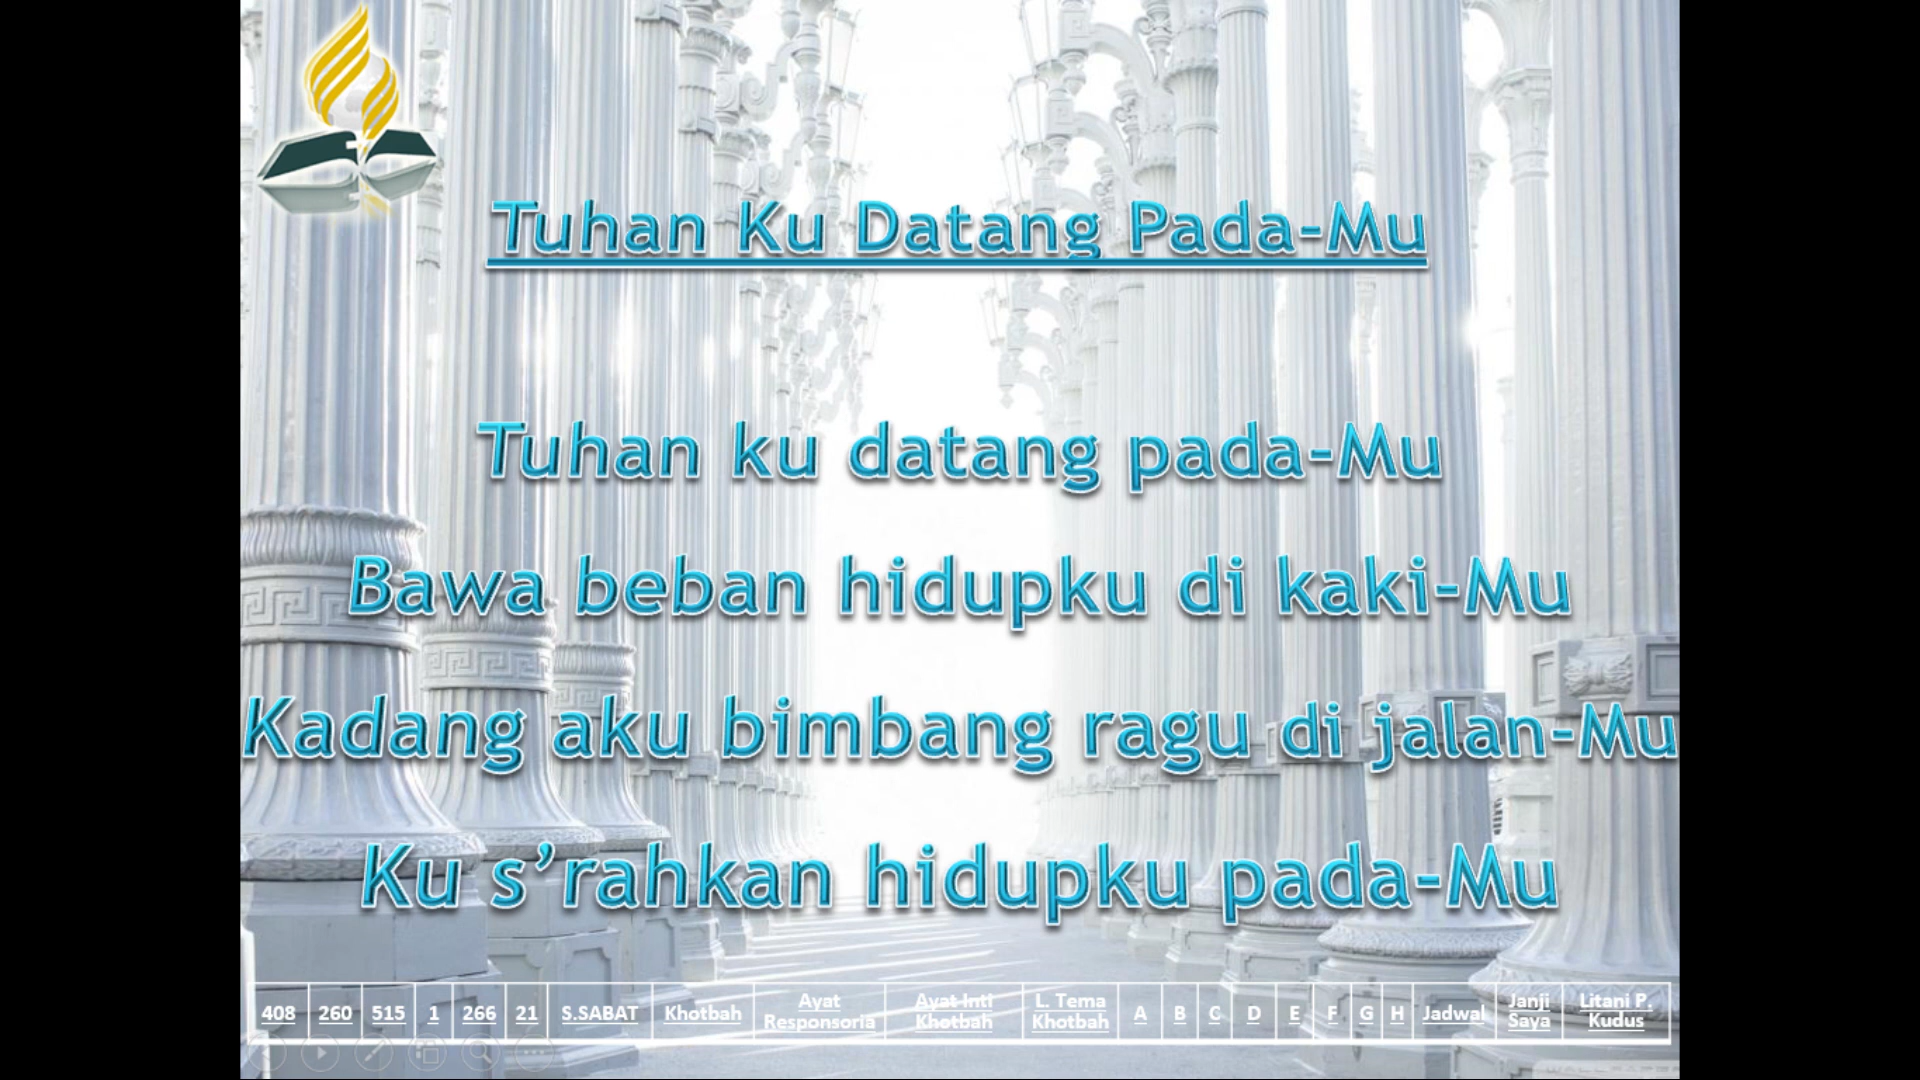 Tuhan Ku Datang Pada-Mu
Tuhan ku datang pada-Mu
Bawa beban hidupku di kaki-Mu
Kadang aku bimbang ragu di jalan-Mu
Ku s’rahkan hidupku pada-Mu
408 260 515 1 266 21 S.SABAT Khotbah Ayat Responsoria Ayat Inti Khotbah L. Tema Khotbah A B C D E F G H Jadwal Janji Saya Litani P. Kudus